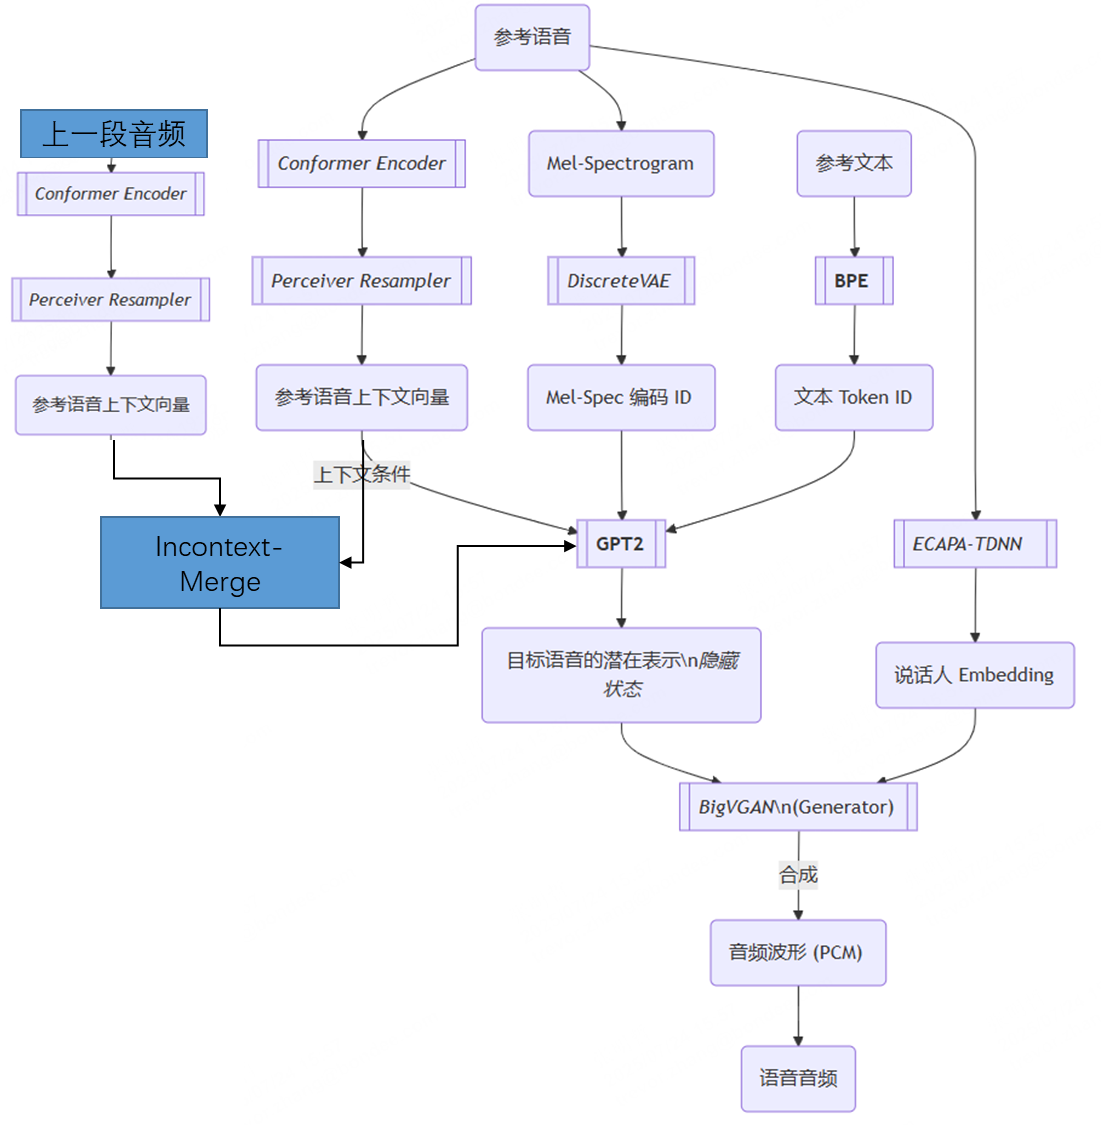 参考语音
上一段音频
Conformer Encoder
Mel-Spectrogram
参考文本
Conformer Encoder
Perceiver Resampler
DiscreteVAE
BPE
Perceiver Resampler
参考语音上下文向量
Mel-Spec 编码 ID
文本 Token ID
参考语音上下文向量
上下文条件
Incontext-
Merge
GPT2
ECAPA-TDNN
目标语音的潜在表示\n隐藏
状态
说话人 Embedding
BigVGAN\n(Generator)
合成
音频波形 (PCM)
语音音频